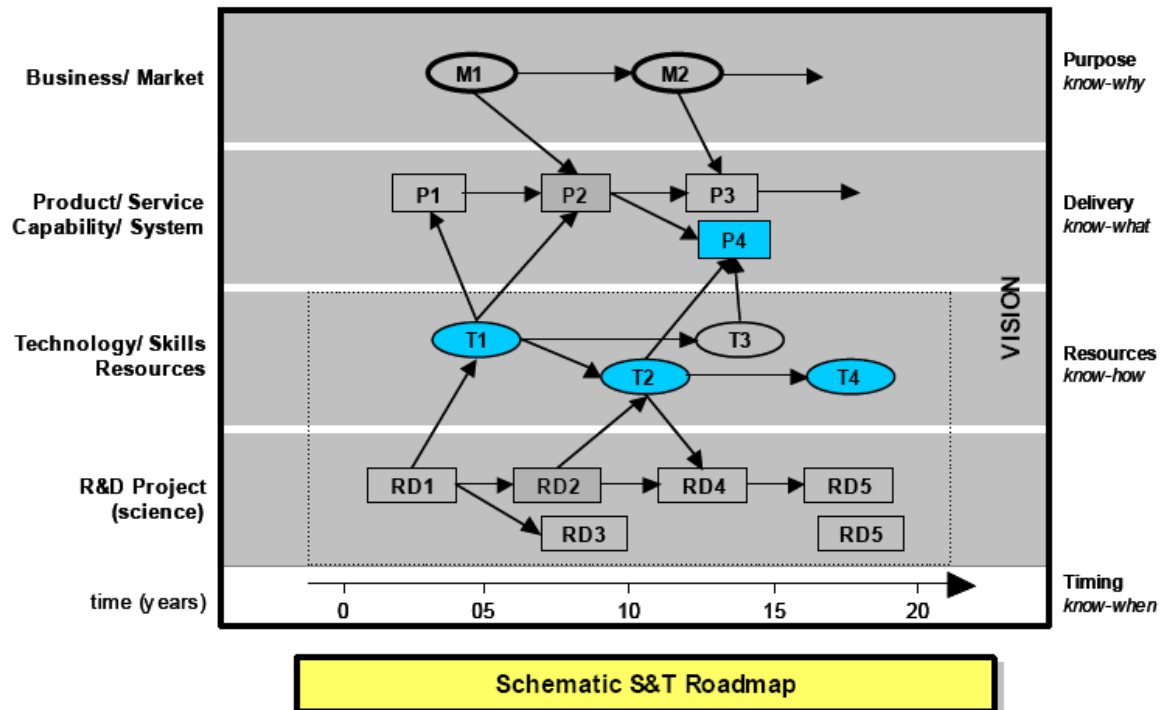 Business/ Market
M1
M2
Purpose
know-why
Product/ Service
Capability/ System
P1
P2
P3
P4
Delivery
know-what
VISION
Technology/ Skills
Resources
T1
T3
T2
T4
Resources
know-how
R&D Project
(science)
RD1
RD2
RD4
RD5
RD3
RD5
time (years)
0
05
10
15
20
Timing
know-when
Schematic S&T Roadmap